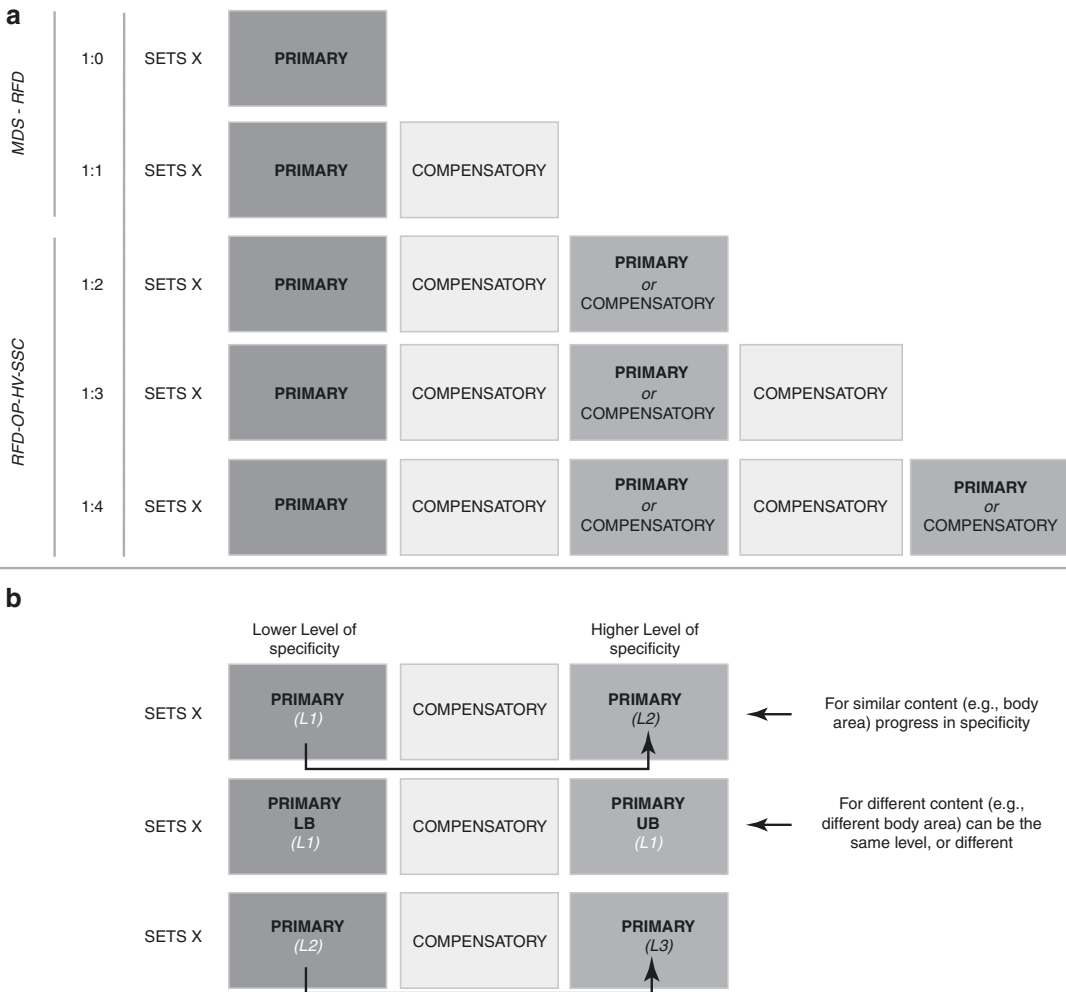 a
MDS - RFD
1:0
SETS X
PRIMARY
1:1
SETS X
PRIMARY
COMPENSATORY
RFD-OP-HV-SSC
1:2
SETS X
PRIMARY
COMPENSATORY
PRIMARY
or
COMPENSATORY
1:3
SETS X
PRIMARY
COMPENSATORY
PRIMARY
or
COMPENSATORY
COMPENSATORY
1:4
SETS X
PRIMARY
COMPENSATORY
PRIMARY
or
COMPENSATORY
COMPENSATORY
PRIMARY
or
COMPENSATORY
b
Lower Level of
specificity
Higher Level of
specificity
SETS X
PRIMARY
(L1)
COMPENSATORY
PRIMARY
(L2)
For similar content (e.g., body
area) progress in specificity
SETS X
PRIMARY
LB
(L1)
COMPENSATORY
PRIMARY
UB
(L1)
For different content (e.g.,
different body area) can be the
same level, or different
SETS X
PRIMARY
(L2)
COMPENSATORY
PRIMARY
(L3)